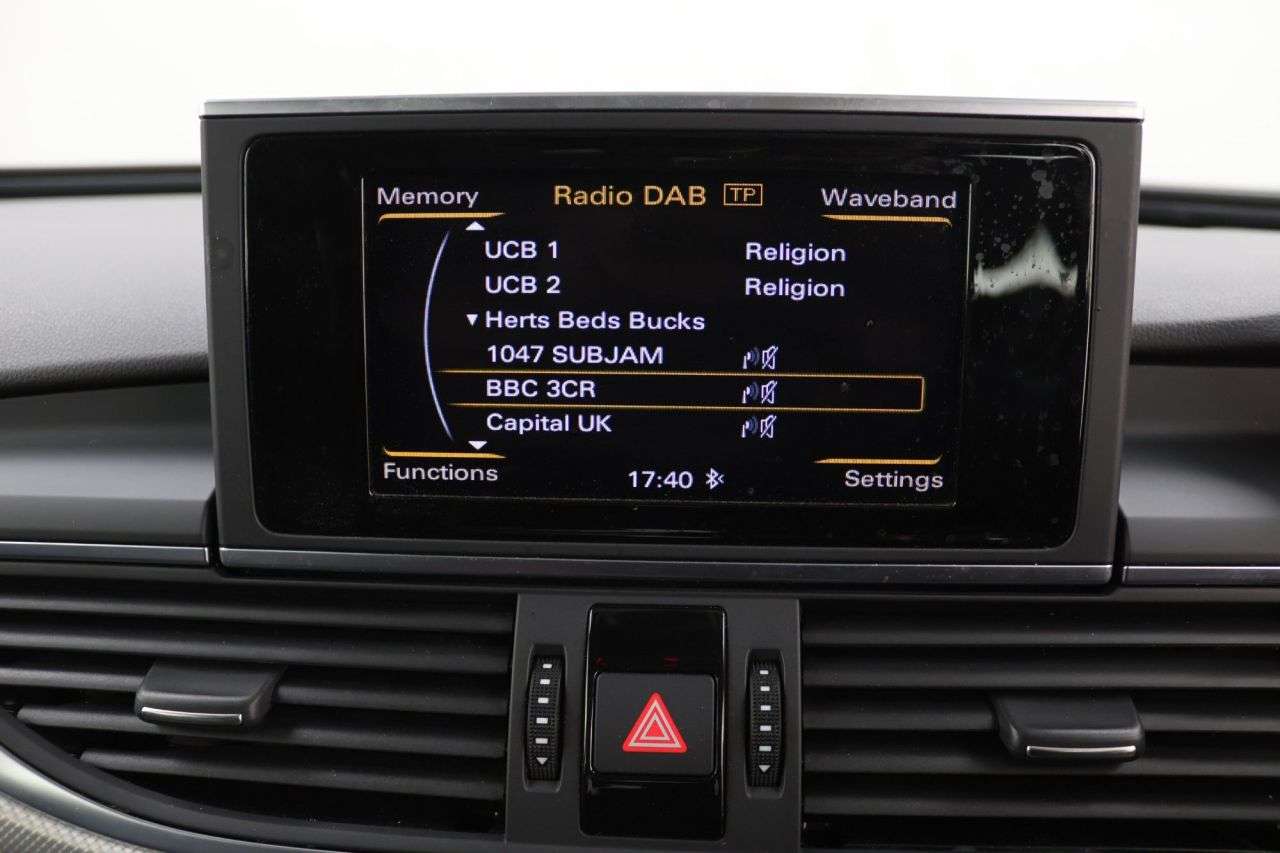 Memory Radio DAB TP Waveband
UCB 1 Religion
UCB 2 Religion
Herts Beds Bucks
1047 SUBJAM
BBC 3CR
Capital UK
Functions 17:40 Settings